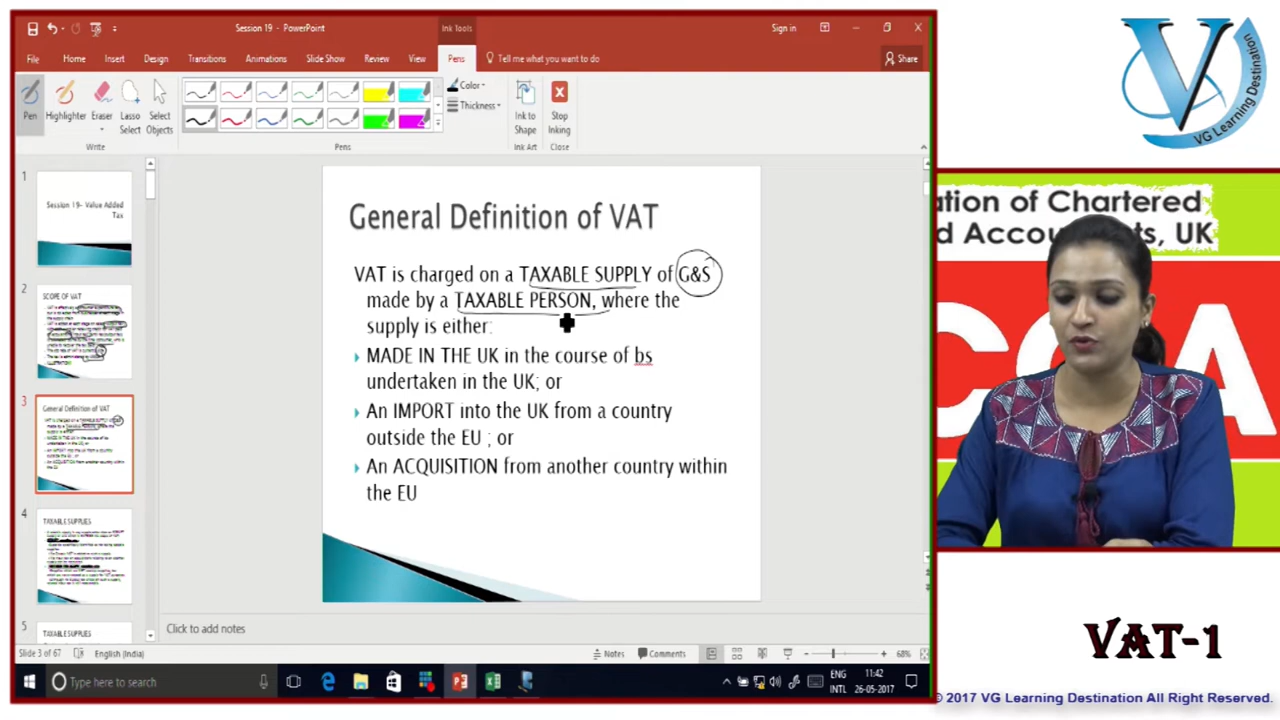 Session 19 - PowerPoint
Ink Tools
Sign in
File
Home
Insert
Design
Transitions
Animations
Slide Show
Review
View
Pens
Tell me what you want to do
Share
Pen
Highlighter
Eraser
Lasso Select
Select Objects
Color
Thickness
Ink to Shape
Stop Inking
Write
Pens
Ink Art
Close
1
Session 19- Value Added
Tax
2
SCOPE OF VAT
3
General Definition of VAT
4
TAXABLE SUPPLIES
5
TAXABLE SUPPLIES
General Definition of VAT
VAT is charged on a TAXABLE SUPPLY of G&S
made by a TAXABLE PERSON, where the
supply is either:
MADE IN THE UK in the course of bs
undertaken in the UK; or
An IMPORT into the UK from a country
outside the EU ; or
An ACQUISITION from another country within
the EU
Click to add notes
Slide 3 of 67
English (India)
Notes
Comments
68%
Type here to search
ENG
INTL
11:42
26-05-2017
V
VG Learning Destination
ation of Chartered
d Accou nts, UK
CCA
VAT-1
© 2017 VG Learning Destination All Right Reserved.